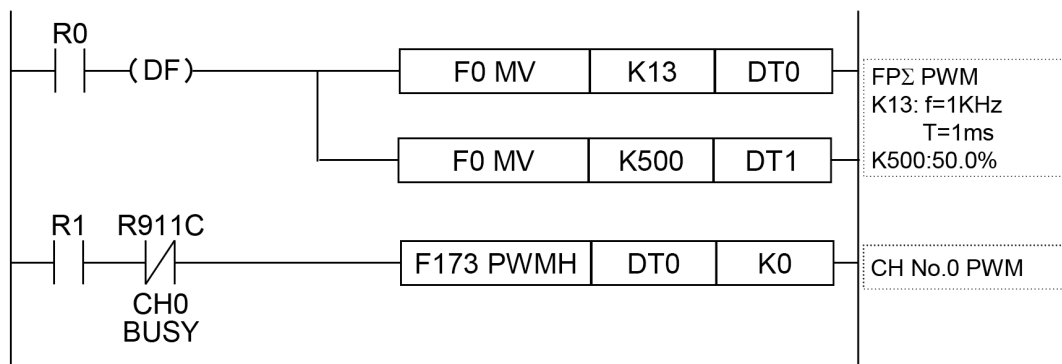 R0
(DF)
F0 MV K13 DT0
FPΣ PWM
K13: f=1KHz
T=1ms
K500:50.0%
F0 MV K500 DT1
R1 R911C
F173 PWMH DT0 K0
CH No.0 PWM
CH0
BUSY